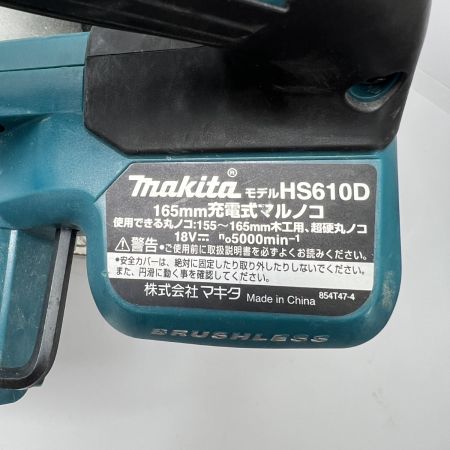 makita® モデル HS610D
165mm充電式マルノコ
使用できる丸ノコ:155～165mm木工用、超硬丸ノコ
18V⎓ n₀5000min⁻¹
⚠警告 ●ご使用前に取扱説明書を必ずよくお読みください。
●安全カバーは、絶対に固定したり取り外したりしないでください。
また、円滑に動く事を確認してください。
株式会社マキタ Made in China 854T47-4
BRUSHLESS